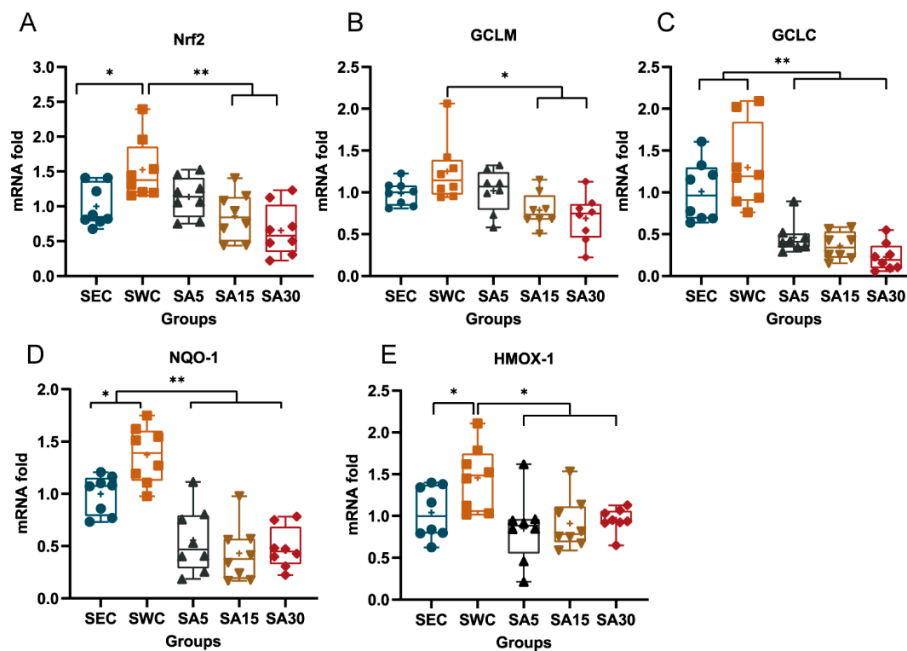 A
Nrf2
mRNA fold
3.0
2.5
2.0
1.5
1.0
0.5
0.0
*
**
SEC SWC SA5 SA15 SA30
Groups
B
GCLM
mRNA fold
2.5
2.0
1.5
1.0
0.5
0.0
*
SEC SWC SA5 SA15 SA30
Groups
C
GCLC
mRNA fold
2.5
2.0
1.5
1.0
0.5
0.0
**
SEC SWC SA5 SA15 SA30
Groups
D
NQO-1
mRNA fold
2.0
1.5
1.0
0.5
0.0
*
**
SEC SWC SA5 SA15 SA30
Groups
E
HMOX-1
mRNA fold
2.5
2.0
1.5
1.0
0.5
0.0
*
*
SEC SWC SA5 SA15 SA30
Groups